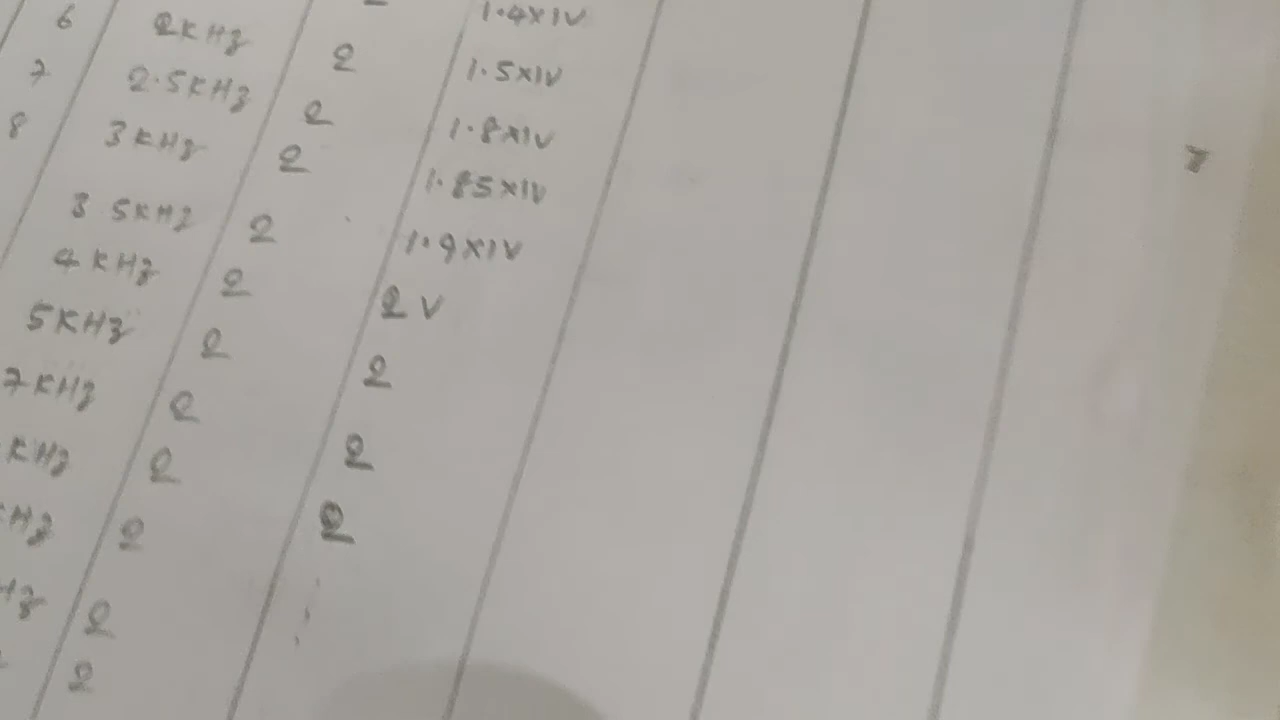 1.4x1V
6 2KHz 2 1.5x1V
7 2.5KHz 2 1.8x1V
8 3KHz 2 1.85x1V
3 5KHz 2 1.9x1V
4KHz 2 2V
5KHz 2 2
7KHz 2 2
KHz 2 2
Hz 2
Hz 2
2